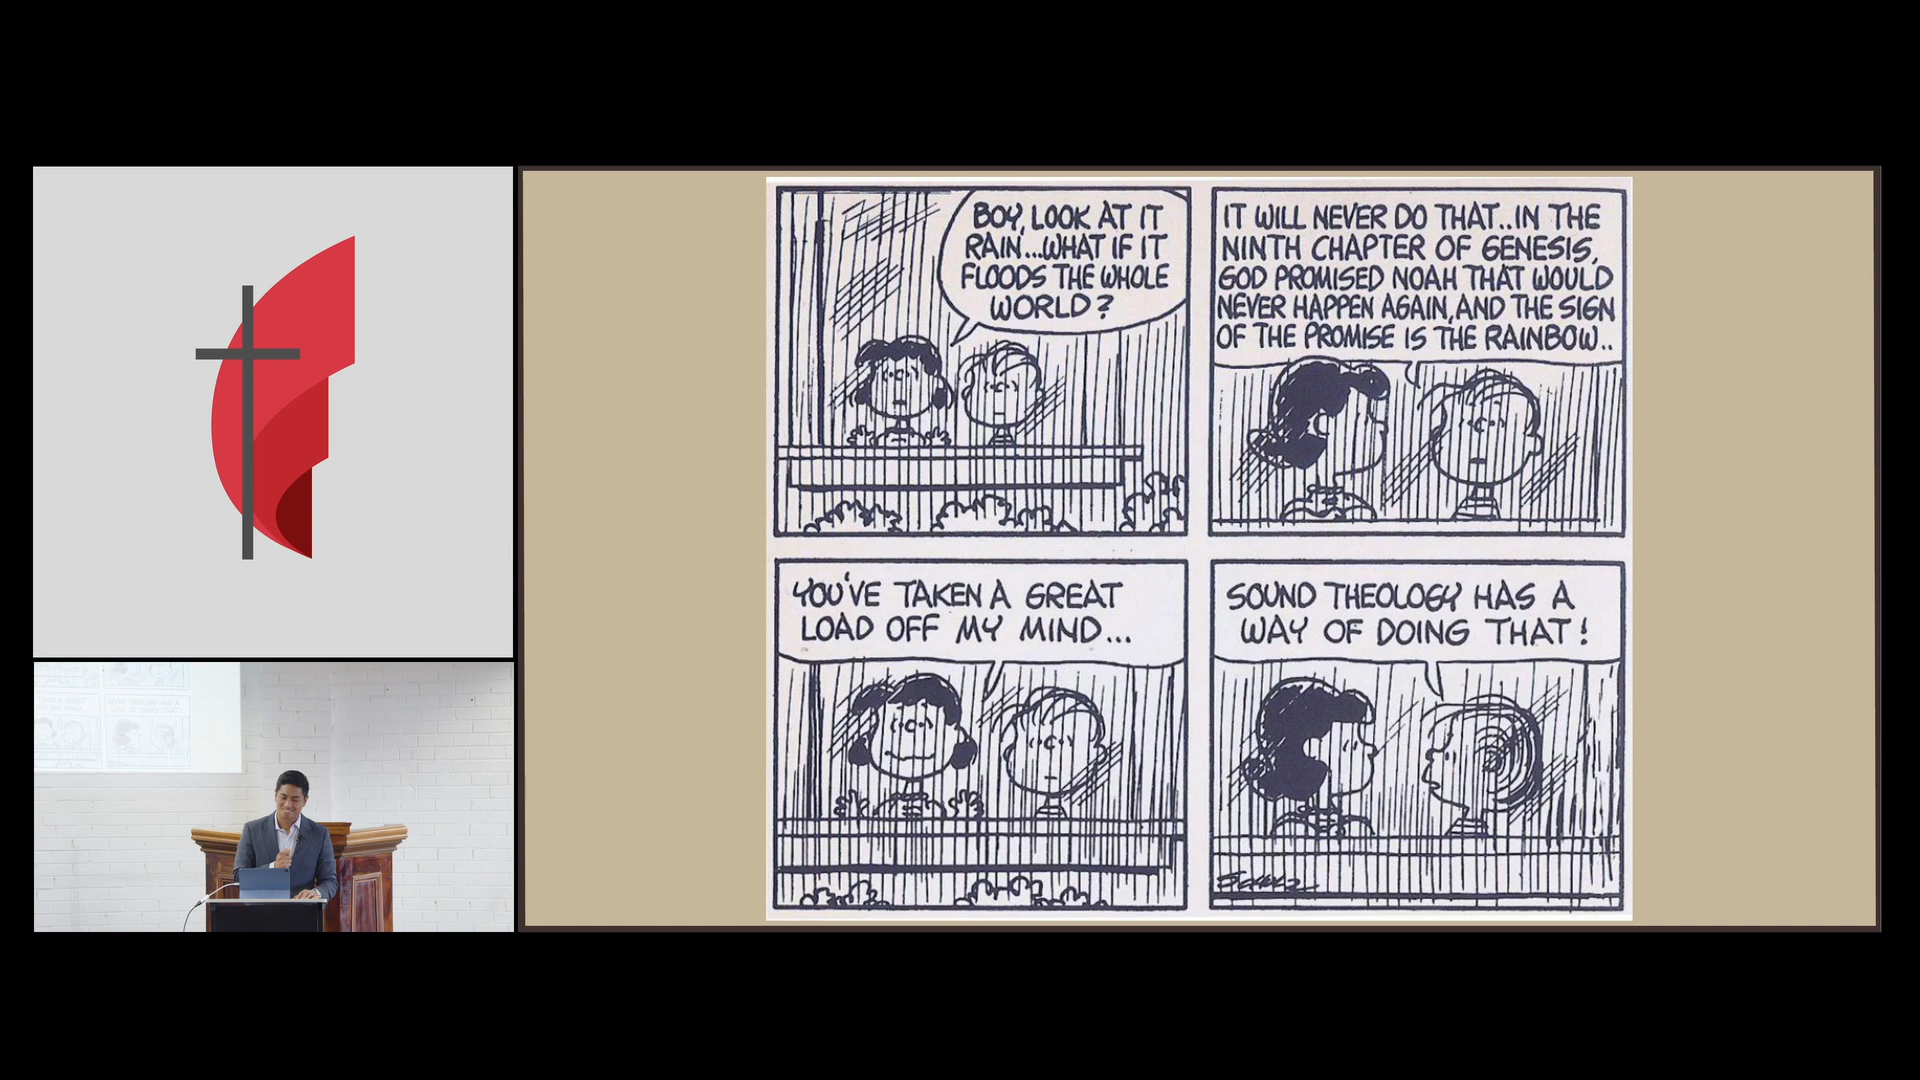 BOY, LOOK AT IT
RAIN...WHAT IF IT
FLOODS THE WHOLE
WORLD?
IT WILL NEVER DO THAT..IN THE
NINTH CHAPTER OF GENESIS,
GOD PROMISED NOAH THAT WOULD
NEVER HAPPEN AGAIN, AND THE SIGN
OF THE PROMISE IS THE RAINBOW..
YOU'VE TAKEN A GREAT
LOAD OFF MY MIND...
SOUND THEOLOGY HAS A
WAY OF DOING THAT!